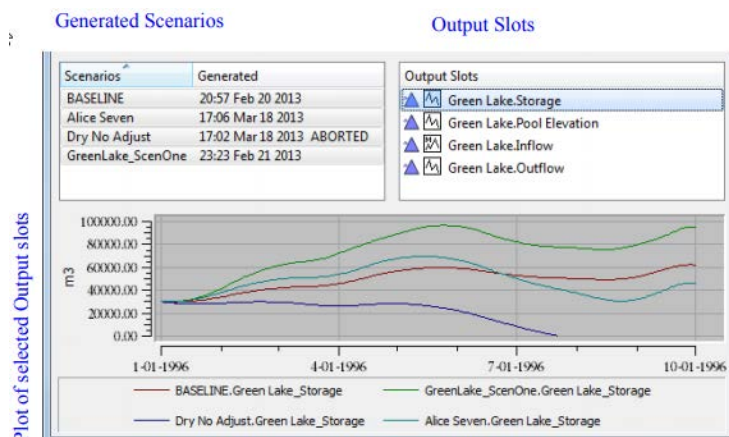 Generated Scenarios
Output Slots
Scenarios Generated
BASELINE 20:57 Feb 20 2013
Alice Seven 17:06 Mar 18 2013
Dry No Adjust 17:02 Mar 18 2013 ABORTED
GreenLake_ScenOne 23:23 Feb 21 2013
Output Slots
Green Lake.Storage
Green Lake.Pool Elevation
Green Lake.Inflow
Green Lake.Outflow
Plot of selected Output slots
m3
100000.00
80000.00
60000.00
40000.00
20000.00
0.00
1-01-1996 4-01-1996 7-01-1996 10-01-1996
BASELINE.Green Lake_Storage GreenLake_ScenOne.Green Lake_Storage
Dry No Adjust.Green Lake_Storage Alice Seven.Green Lake_Storage